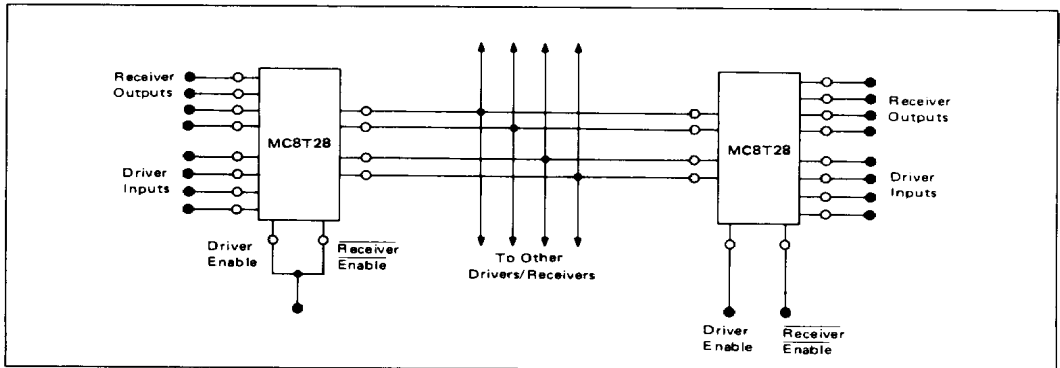 Receiver
Outputs
MC8T28
Driver
Inputs
Driver
Enable
Receiver
Enable
To Other
Drivers/Receivers
MC8T28
Receiver
Outputs
Driver
Inputs
Driver
Enable
Receiver
Enable